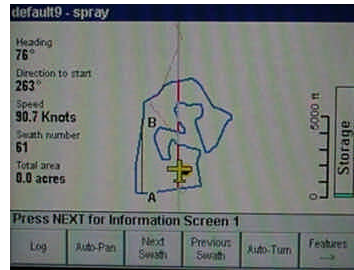 default9 - spray
Heading
76°
Direction to start
263°
Speed
90.7 Knots
Swath number
61
Total area
0.0 acres
B
A
5000 ft
0
Storage
Press NEXT for Information Screen 1
Log
Auto-Pan
Next
Swath
Previous
Swath
Auto-Turn
Features
--->